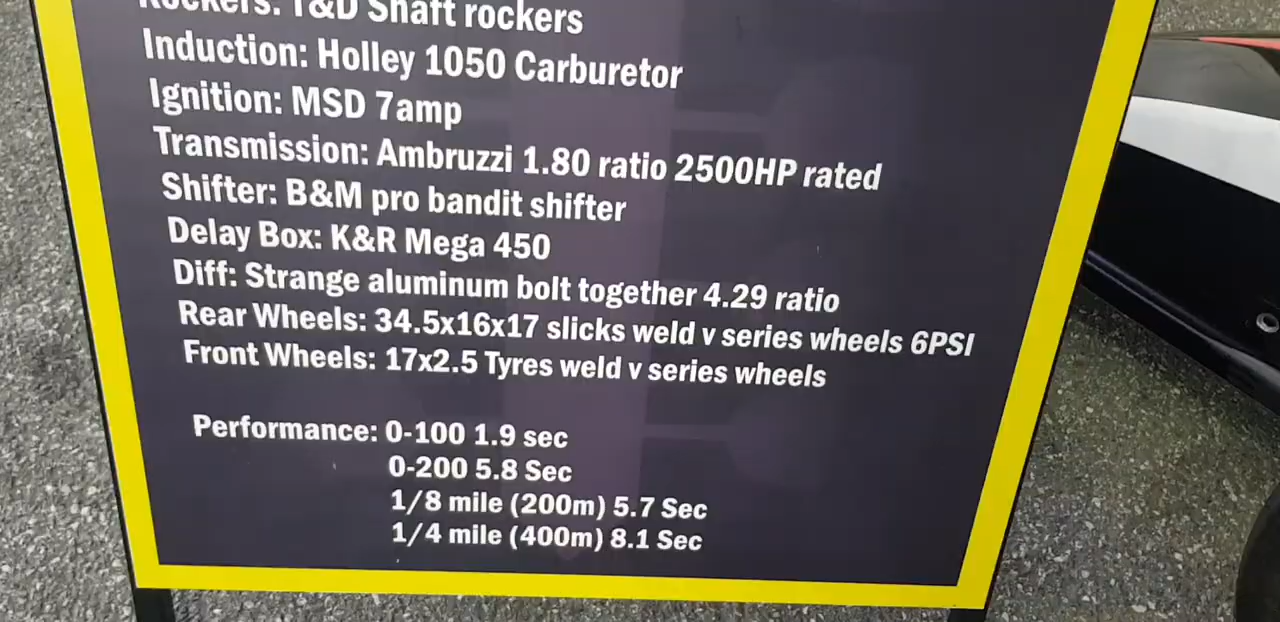 Rockers: T&D Shaft rockers
Induction: Holley 1050 Carburetor
Ignition: MSD 7amp
Transmission: Ambruzzi 1.80 ratio 2500HP rated
Shifter: B&M pro bandit shifter
Delay Box: K&R Mega 450
Diff: Strange aluminum bolt together 4.29 ratio
Rear Wheels: 34.5x16x17 slicks weld v series wheels 6PSI
Front Wheels: 17x2.5 Tyres weld v series wheels
Performance: 0-100 1.9 sec
0-200 5.8 Sec
1/8 mile (200m) 5.7 Sec
1/4 mile (400m) 8.1 Sec